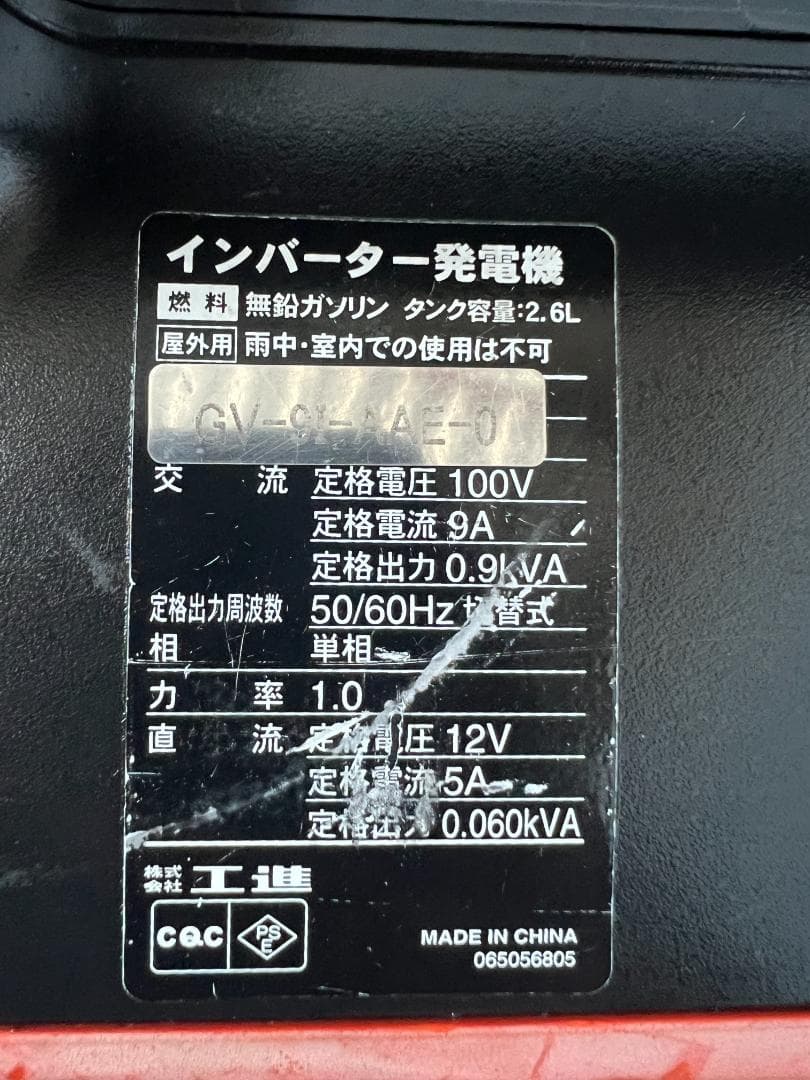 インバーター発電機
燃料 無鉛ガソリン タンク容量:2.6L
屋外用 雨中・室内での使用は不可
GV-9I-AAE-0
交流 定格電圧 100V
定格電流 9A
定格出力 0.9kVA
定格出力周波数 50/60Hz 切替式
相 単相
力率 1.0
直流 定格電圧 12V
定格電流 5A
定格出力 0.060kVA
株式会社 工進
CQC PSE
MADE IN CHINA
065056805